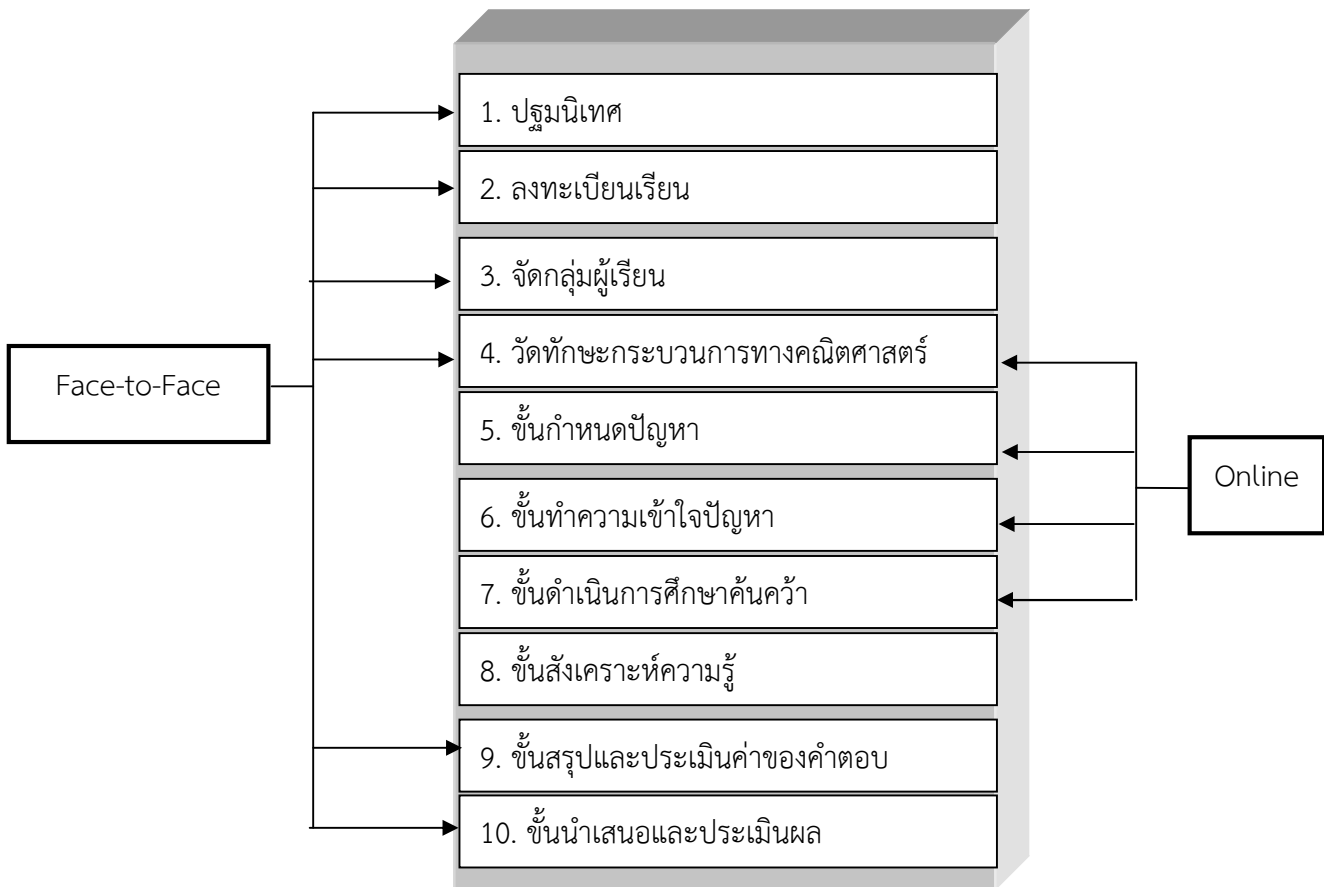 1. ปฐมนิเทศ
2. ลงทะเบียนเรียน
3. จัดกลุ่มผู้เรียน
4. วัดทักษะกระบวนการทางคณิตศาสตร์
Face-to-Face
5. ขั้นกำหนดปัญหา
Online
6. ขั้นทำความเข้าใจปัญหา
7. ขั้นดำเนินการศึกษาค้นคว้า
8. ขั้นสังเคราะห์ความรู้
9. ขั้นสรุปและประเมินค่าของคำตอบ
10. ขั้นนำเสนอและประเมินผล